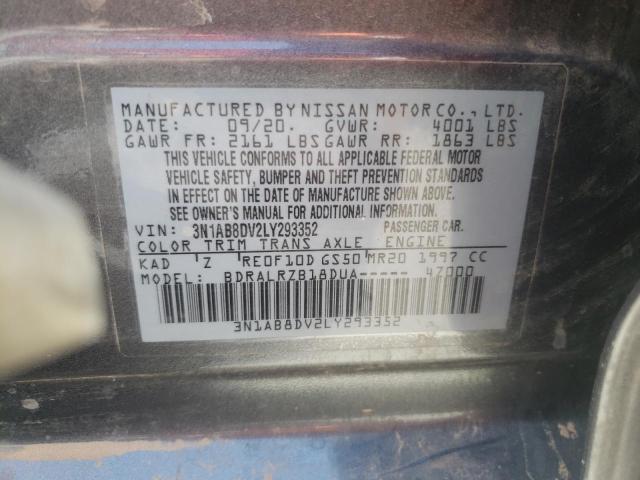 MANUFACTURED BY NISSAN MOTOR CO., LTD.
DATE: 09/20. GVWR: 4001 LBS
GAWR FR: 2161 LBS GAWR RR: 1863 LBS
THIS VEHICLE CONFORMS TO ALL APPLICABLE FEDERAL MOTOR
VEHICLE SAFETY, BUMPER AND THEFT PREVENTION STANDARDS
IN EFFECT ON THE DATE OF MANUFACTURE SHOWN ABOVE.
SEE OWNER'S MANUAL FOR ADDITIONAL INFORMATION
VIN: 3N1AB8DV2LY293352 PASSENGER CAR.
COLOR TRIM TRANS AXLE ENGINE
KAD Z RE0F10D GS50 MR20 1997 CC
MODEL: BDRALRZB18DUA----- 47000
3N1AB8DV2LY293352